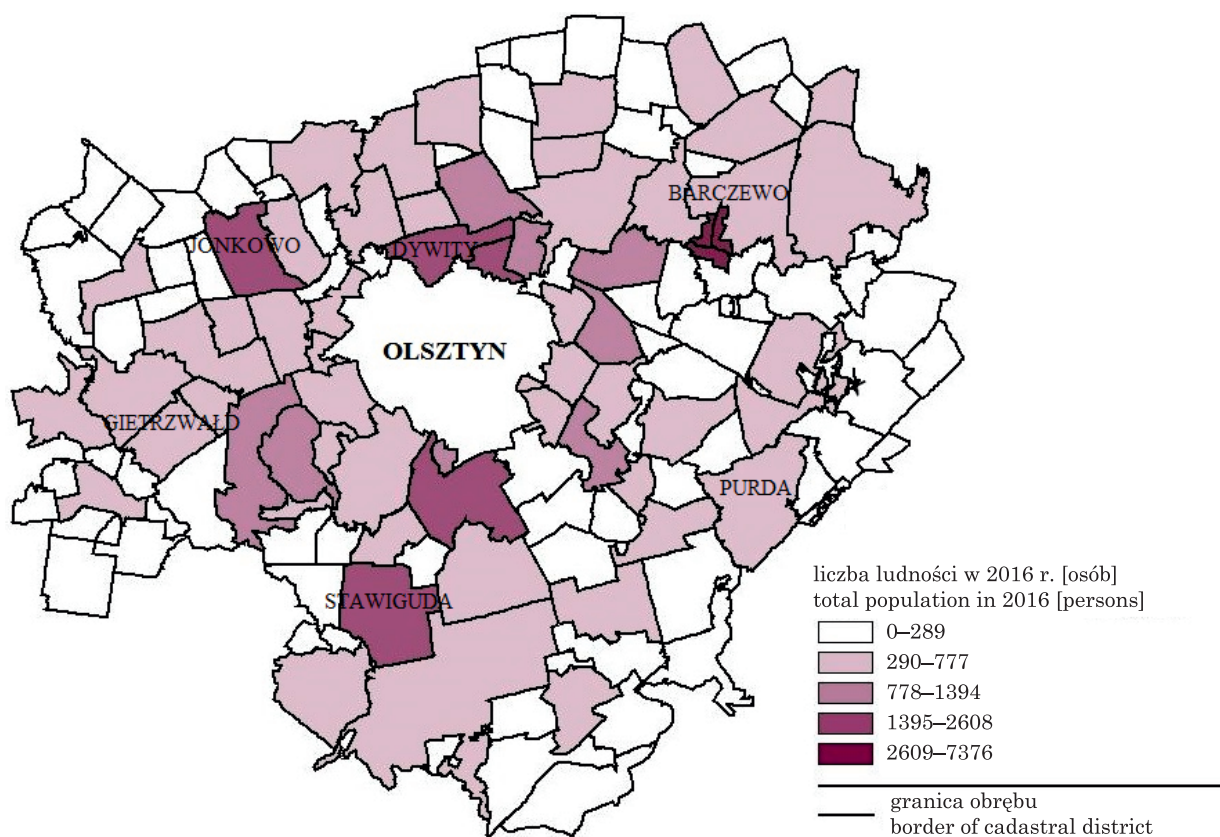 BARCZEWO
JONKOWO
DYWITY
OLSZTYN
GIETRZWAŁD
PURDA
STAWIGUDA
liczba ludności w 2016 r. [osób]
total population in 2016 [persons]
0–289
290–777
778–1394
1395–2608
2609–7376
granica obrębu
border of cadastral district